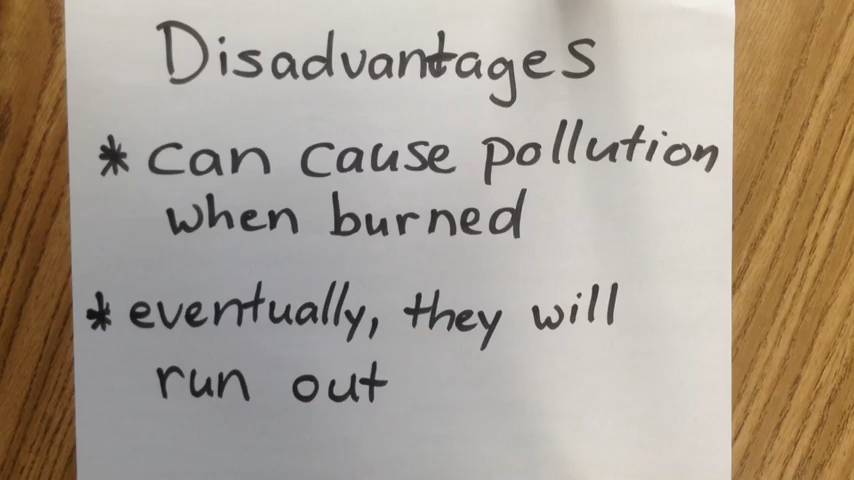 Disadvantages
* can cause pollution
when burned
* eventually, they will
run out